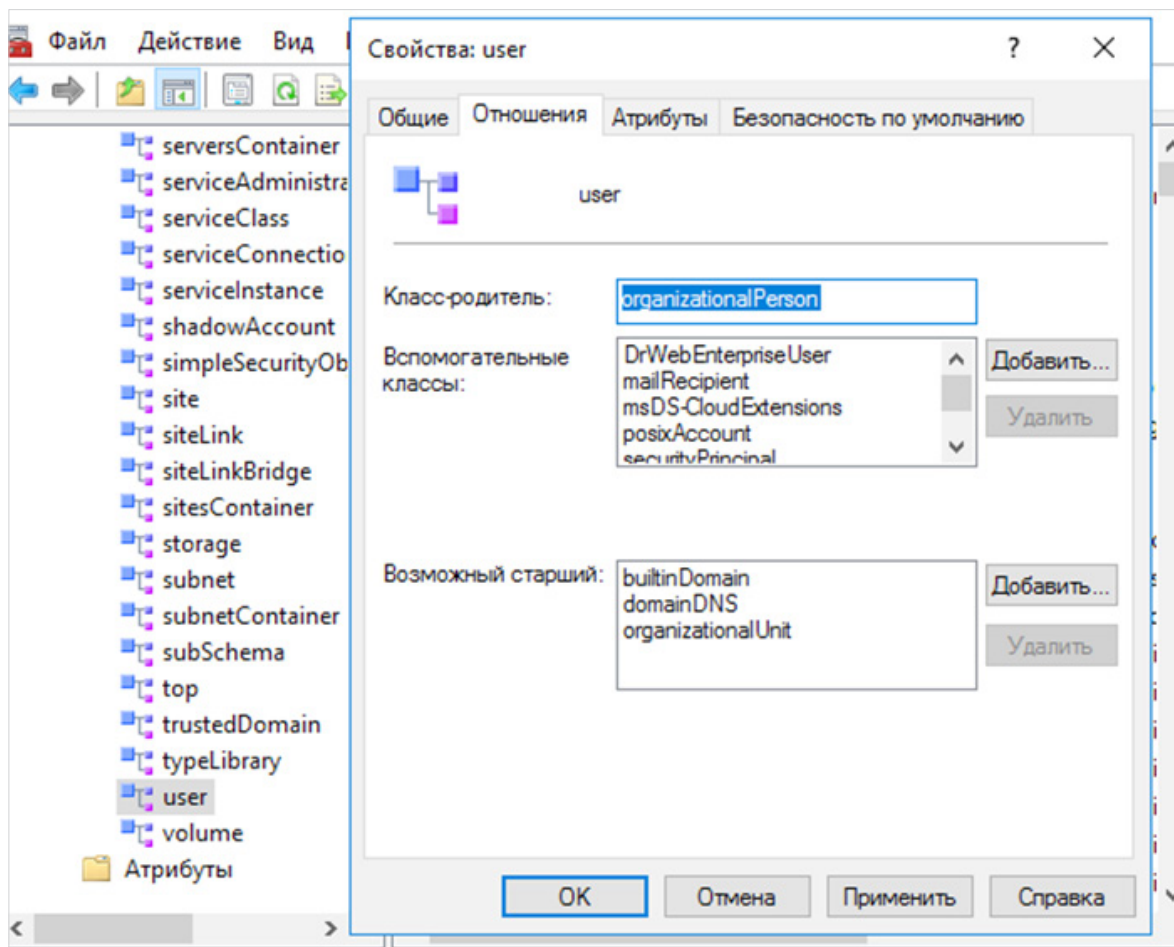 Файл Действие Вид
serversContainer
serviceAdministra
serviceClass
serviceConnectio
serviceInstance
shadowAccount
simpleSecurityOb
site
siteLink
siteLinkBridge
sitesContainer
storage
subnet
subnetContainer
subSchema
top
trustedDomain
typeLibrary
user
volume
Атрибуты
Свойства: user
Общие Отношения Атрибуты Безопасность по умолчанию
user
Класс-родитель: organizationalPerson
Вспомогательные
классы:
DrWebEnterpriseUser
mailRecipient
msDS-CloudExtensions
posixAccount
securityPrincipal
Добавить...
Удалить
Возможный старший:
builtinDomain
domainDNS
organizationalUnit
Добавить...
Удалить
OK Отмена Применить Справка